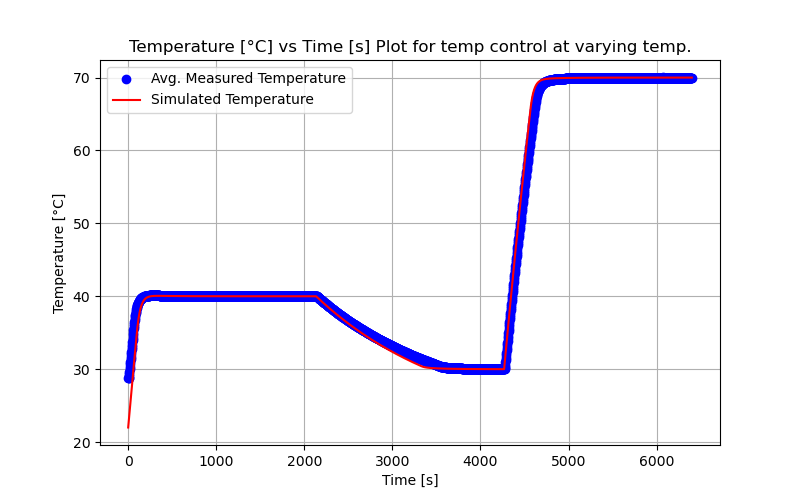 Temperature [°C] vs Time [s] Plot for temp control at varying temp.
Avg. Measured Temperature
Simulated Temperature
Temperature [°C]
70
60
50
40
30
20
0 1000 2000 3000 4000 5000 6000
Time [s]